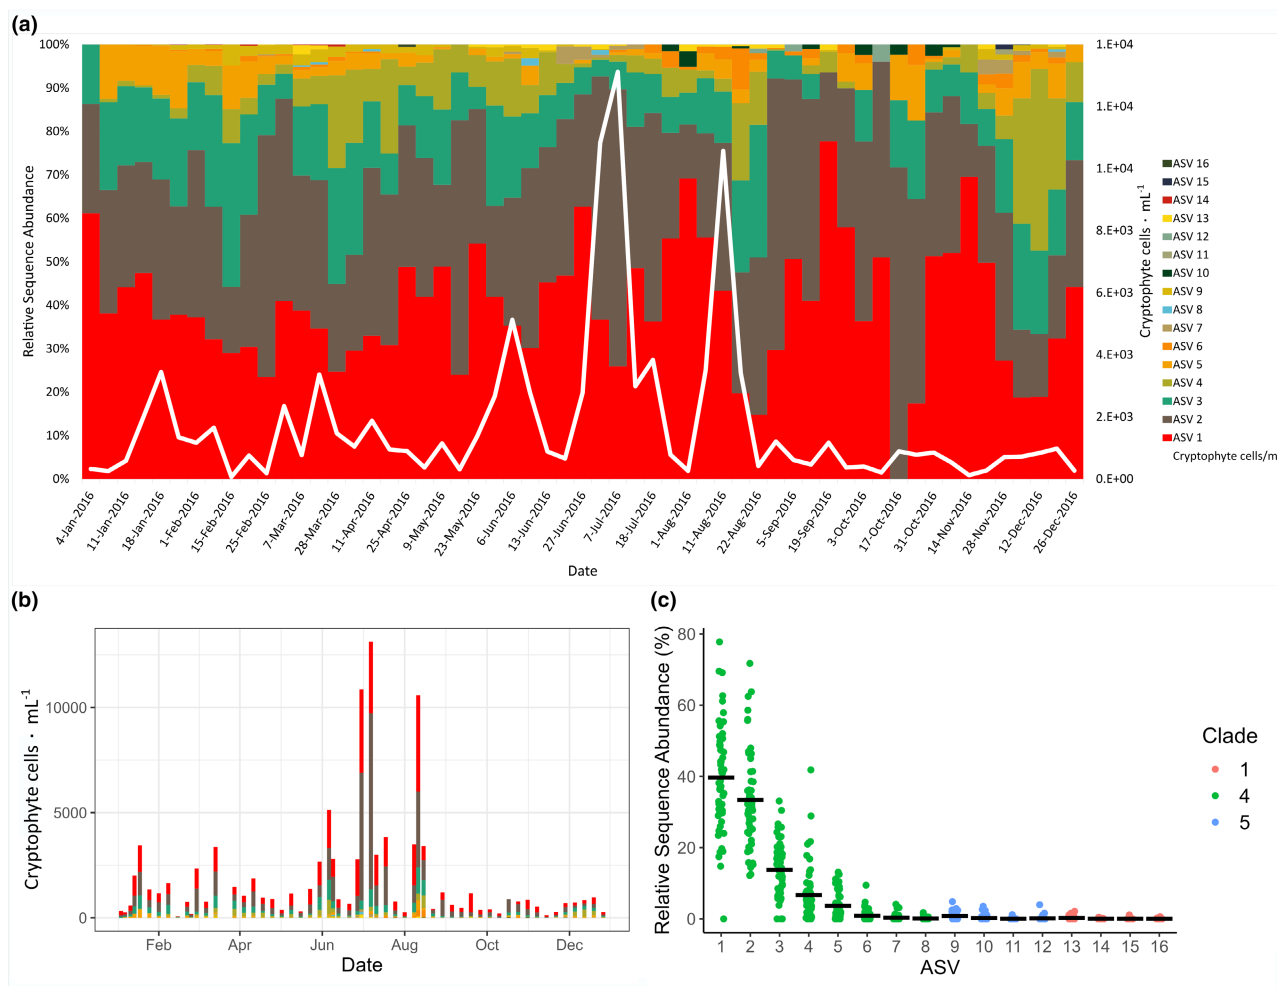 (a)
100%
90%
80%
70%
60%
50%
40%
30%
20%
10%
0%
Relative Sequence Abundance
1.E+04
1.E+04
1.E+04
8.E+03
6.E+03
4.E+03
2.E+03
0.E+00
Cryptophyte cells · mL-1
ASV 16
ASV 15
ASV 14
ASV 13
ASV 12
ASV 11
ASV 10
ASV 9
ASV 8
ASV 7
ASV 6
ASV 5
ASV 4
ASV 3
ASV 2
ASV 1
Cryptophyte cells/m
4-Jan-2016
11-Jan-2016
18-Jan-2016
1-Feb-2016
15-Feb-2016
25-Feb-2016
7-Mar-2016
28-Mar-2016
11-Apr-2016
25-Apr-2016
9-May-2016
23-May-2016
6-Jun-2016
13-Jun-2016
27-Jun-2016
7-Jul-2016
18-Jul-2016
1-Aug-2016
11-Aug-2016
22-Aug-2016
5-Sep-2016
19-Sep-2016
3-Oct-2016
17-Oct-2016
31-Oct-2016
14-Nov-2016
28-Nov-2016
12-Dec-2016
26-Dec-2016
Date
(b)
Cryptophyte cells · mL-1
10000
5000
0
Feb Apr Jun Aug Oct Dec
Date
(c)
Relative Sequence Abundance (%)
80
60
40
20
0
1 2 3 4 5 6 7 8 9 10 11 12 13 14 15 16
ASV
Clade
1
4
5